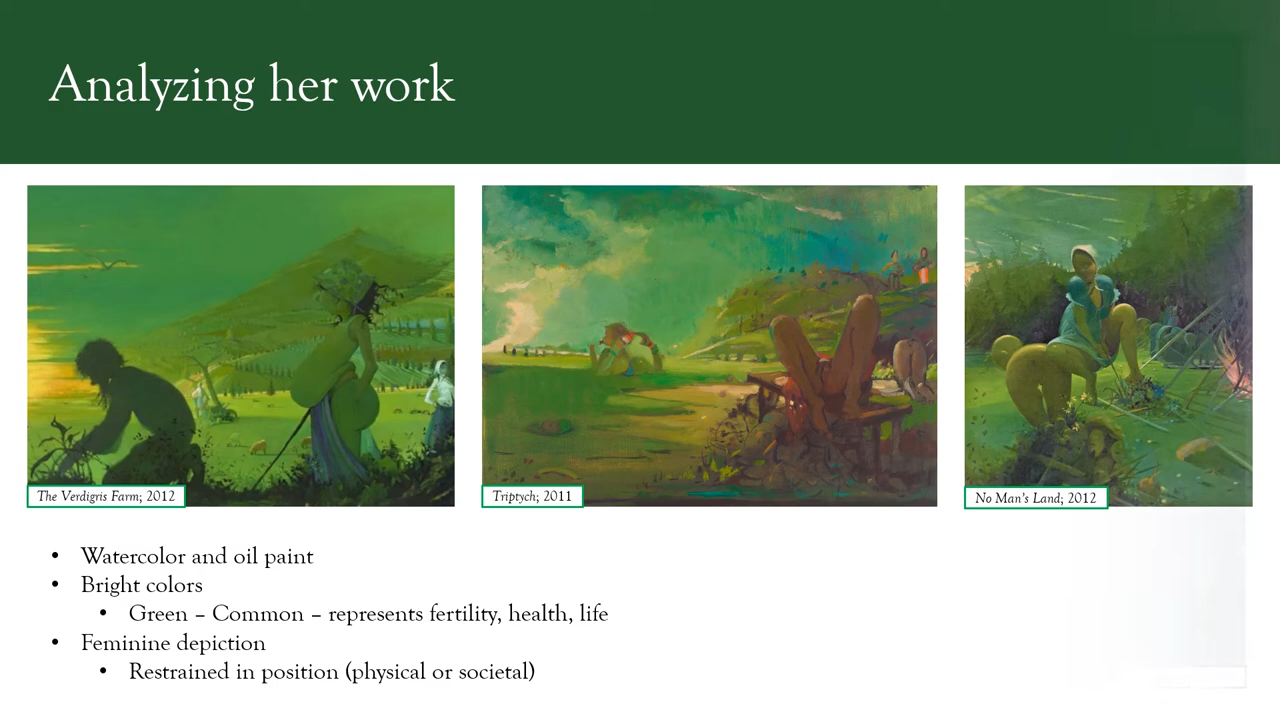 Analyzing her work
The Verdigris Farm; 2012
Triptych; 2011
No Man's Land; 2012
• Watercolor and oil paint
• Bright colors
• Green – Common – represents fertility, health, life
• Feminine depiction
• Restrained in position (physical or societal)